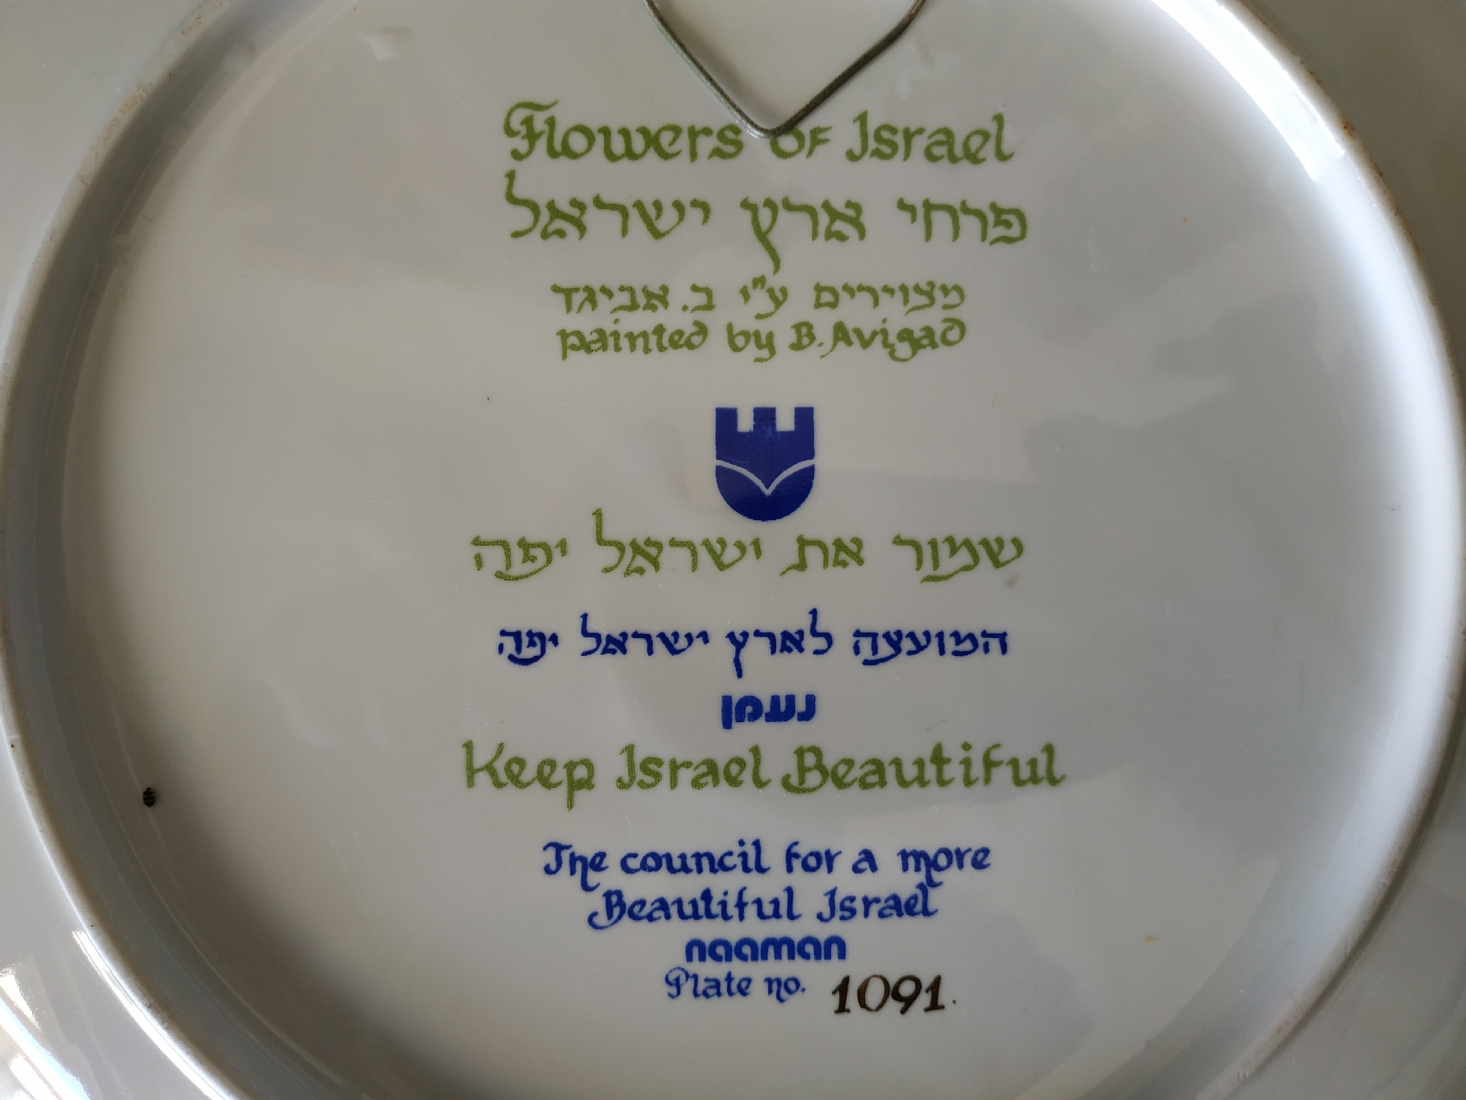 Flowers of Israel
פרחי ארץ ישראל
מצוירים ע"י ב. אביגד
painted by B. Avigad
שמור את ישראל יפה
המועצה לארץ ישראל יפה
נעמן
Keep Israel Beautiful
The council for a more
Beautiful Israel
naaman
Plate no. 1091.